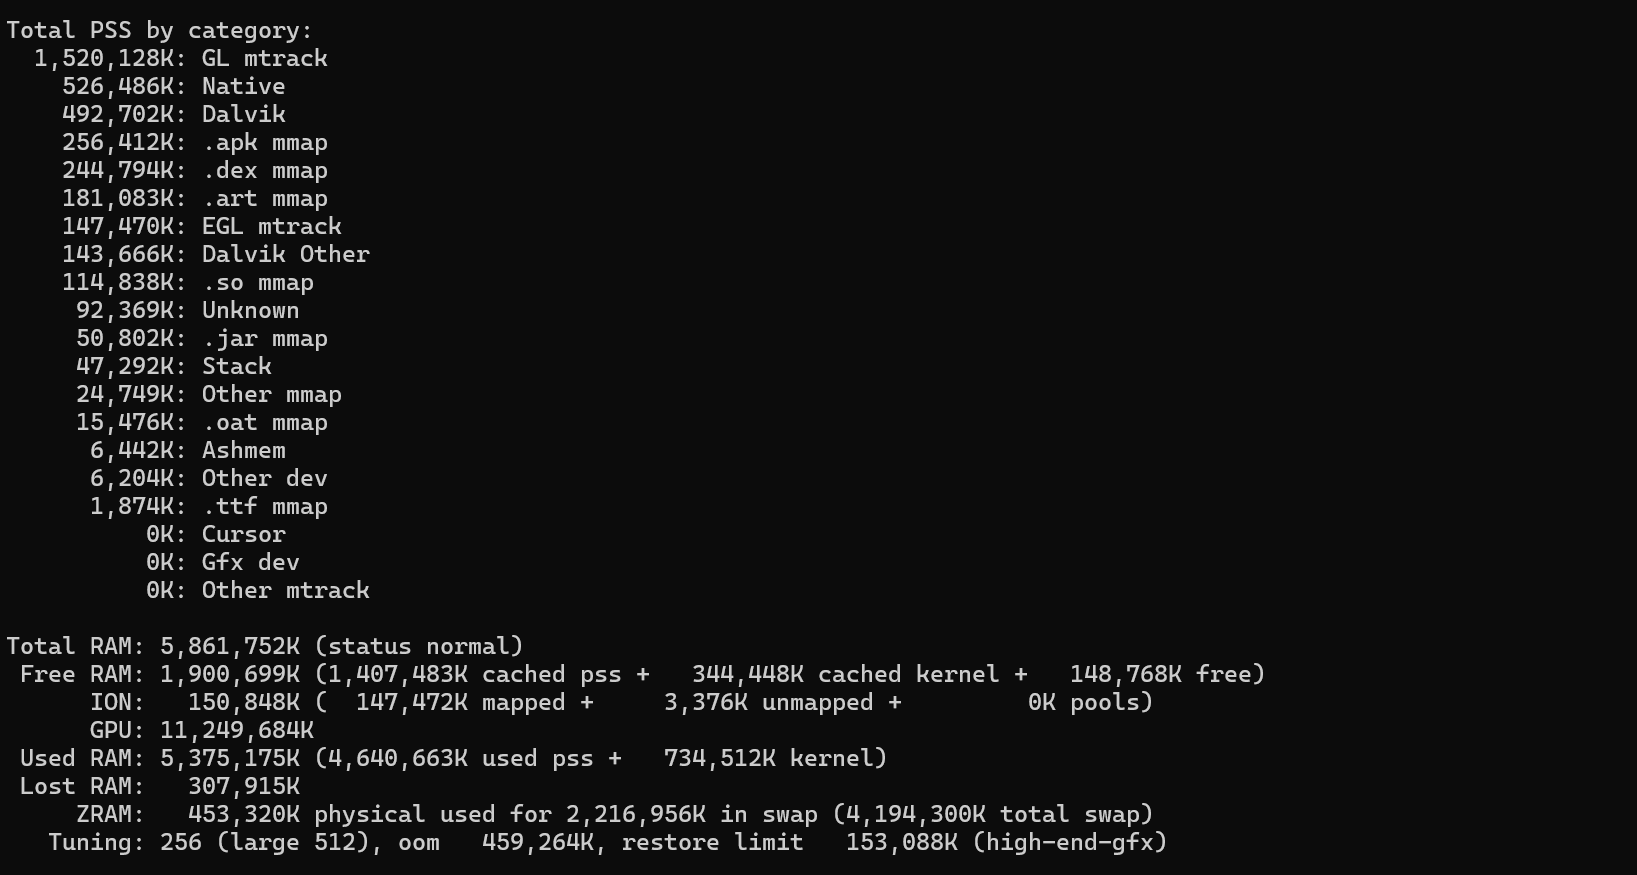 Total PSS by category:
  1,520,128K: GL mtrack
    526,486K: Native
    492,702K: Dalvik
    256,412K: .apk mmap
    244,794K: .dex mmap
    181,083K: .art mmap
    147,470K: EGL mtrack
    143,666K: Dalvik Other
    114,838K: .so mmap
     92,369K: Unknown
     50,802K: .jar mmap
     47,292K: Stack
     24,749K: Other mmap
     15,476K: .oat mmap
      6,442K: Ashmem
      6,204K: Other dev
      1,874K: .ttf mmap
          0K: Cursor
          0K: Gfx dev
          0K: Other mtrack

Total RAM: 5,861,752K (status normal)
 Free RAM: 1,900,699K (1,407,483K cached pss +   344,448K cached kernel +   148,768K free)
      ION:   150,848K (  147,472K mapped +     3,376K unmapped +         0K pools)
      GPU: 11,249,684K
 Used RAM: 5,375,175K (4,640,663K used pss +   734,512K kernel)
 Lost RAM:   307,915K
     ZRAM:   453,320K physical used for 2,216,956K in swap (4,194,300K total swap)
   Tuning: 256 (large 512), oom   459,264K, restore limit   153,088K (high-end-gfx)